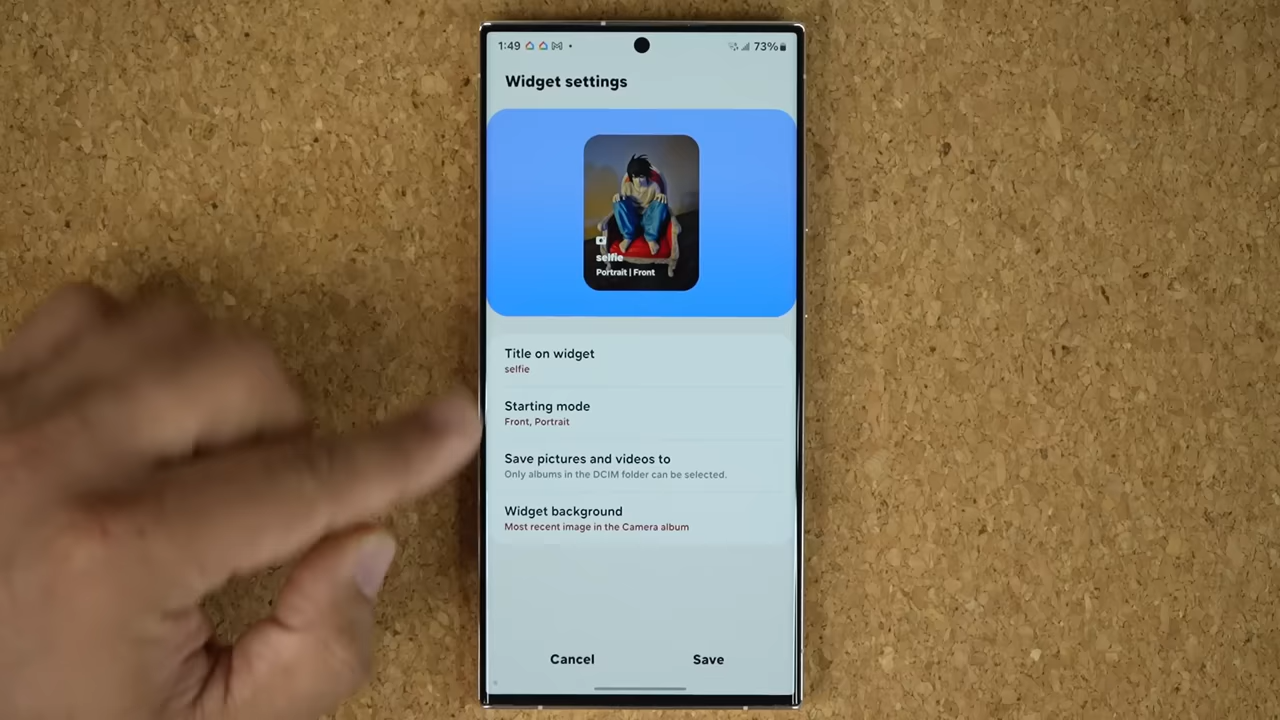 1:49 73%
Widget settings
selfie
Portrait | Front
Title on widget
selfie
Starting mode
Front, Portrait
Save pictures and videos to
Only albums in the DCIM folder can be selected.
Widget background
Most recent image in the Camera album
Cancel Save